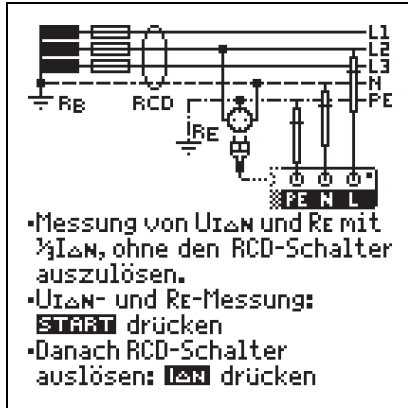 L1
L2
L3
N
PE
RB RCD RE
PE N L
•Messung von UIΔN und RE mit
⅓IΔN, ohne den RCD-Schalter
auszulösen.
•UIΔN- und RE-Messung:
START drücken
•Danach RCD-Schalter
auslösen: IΔN drücken